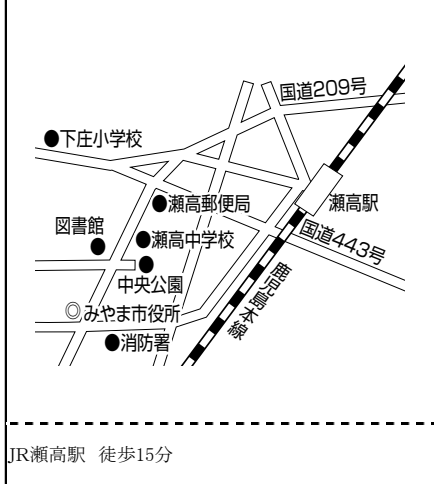 国道209号
●下庄小学校
●瀬高郵便局
瀬高駅
図書館
●瀬高中学校
国道443号
中央公園
鹿児島本線
◎みやま市役所
●消防署
JR瀬高駅 徒歩15分